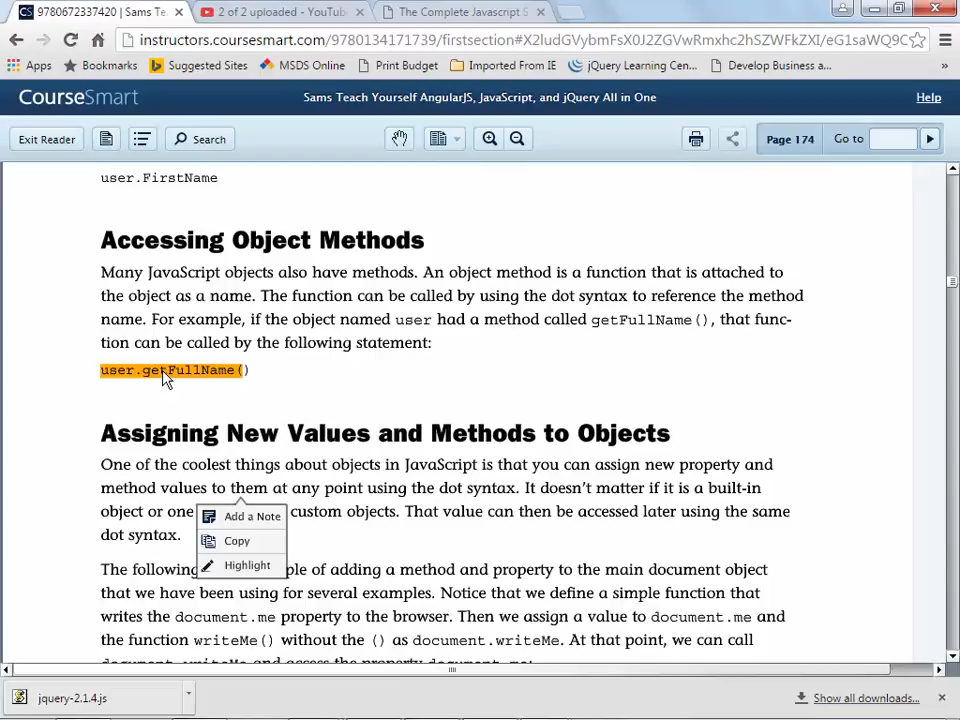 9780672337420 | Sams Te
2 of 2 uploaded - YouTub
The Complete Javascript S
instructors.coursesmart.com/9780134171739/firstsection#X2ludGVybmFsX0J2ZGVwRmxhc2hSZWFkZXI/eG1saWQ9C
Apps Bookmarks Suggested Sites MSDS Online Print Budget Imported From IE jQuery Learning Cen... Develop Business a... »
CourseSmart Sams Teach Yourself AngularJS, JavaScript, and jQuery All in One Help
Exit Reader Search Page 174 Go to
user.FirstName
Accessing Object Methods
Many JavaScript objects also have methods. An object method is a function that is attached to
the object as a name. The function can be called by using the dot syntax to reference the method
name. For example, if the object named user had a method called getFullName(), that func-
tion can be called by the following statement:
user.getFullName()
Assigning New Values and Methods to Objects
One of the coolest things about objects in JavaScript is that you can assign new property and
method values to them at any point using the dot syntax. It doesn't matter if it is a built-in
object or one custom objects. That value can then be accessed later using the same
dot syntax.
Add a Note
Copy
Highlight
The following ple of adding a method and property to the main document object
that we have been using for several examples. Notice that we define a simple function that
writes the document.me property to the browser. Then we assign a value to document.me and
the function writeMe() without the () as document.writeMe. At that point, we can call
document.writeMe and access the property document.me:
jquery-2.1.4.js
Show all downloads...